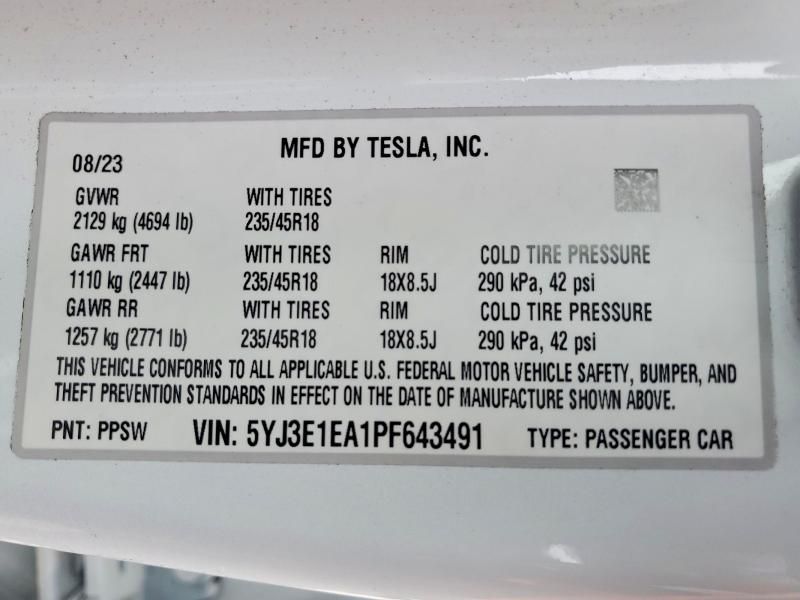 MFD BY TESLA, INC.
08/23
GVWR WITH TIRES
2129 kg (4694 lb) 235/45R18
GAWR FRT WITH TIRES RIM COLD TIRE PRESSURE
1110 kg (2447 lb) 235/45R18 18X8.5J 290 kPa, 42 psi
GAWR RR WITH TIRES RIM COLD TIRE PRESSURE
1257 kg (2771 lb) 235/45R18 18X8.5J 290 kPa, 42 psi
THIS VEHICLE CONFORMS TO ALL APPLICABLE U.S. FEDERAL MOTOR VEHICLE SAFETY, BUMPER, AND
THEFT PREVENTION STANDARDS IN EFFECT ON THE DATE OF MANUFACTURE SHOWN ABOVE.
PNT: PPSW VIN: 5YJ3E1EA1PF643491 TYPE: PASSENGER CAR